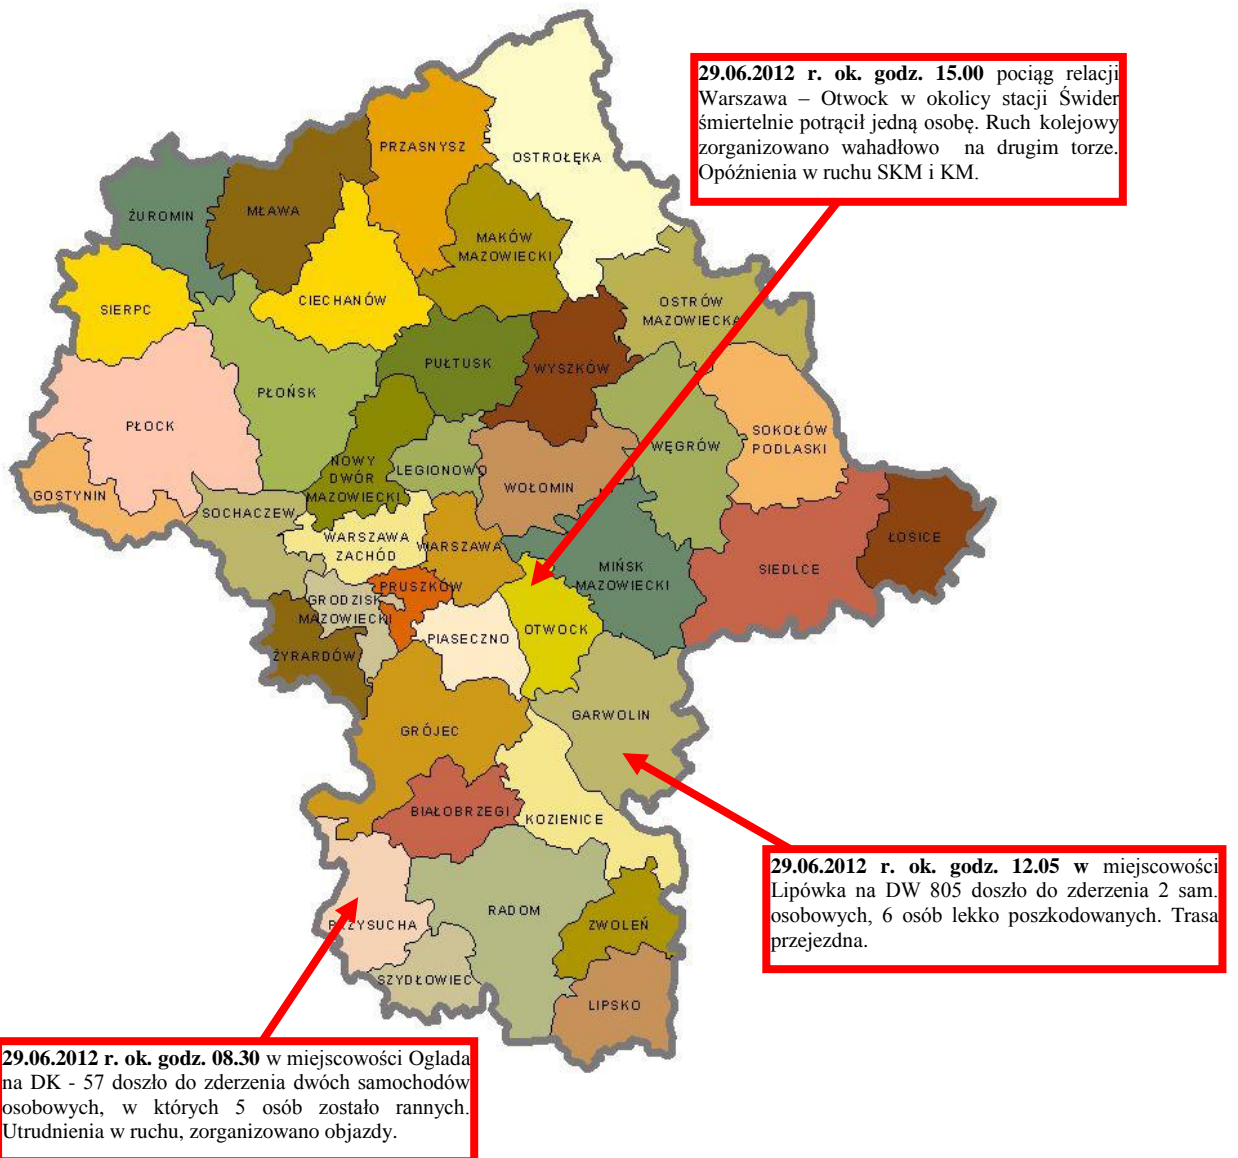 29.06.2012 r. ok. godz. 15.00 pociąg relacji
Warszawa – Otwock w okolicy stacji Świder
śmiertelnie potrącił jedną osobę. Ruch kolejowy
zorganizowano wahadłowo na drugim torze.
Opóźnienia w ruchu SKM i KM.
PRZASNYSZ
OSTROŁĘKA
ŻUROMIN
MŁAWA
MAKÓW
MAZOWIECKI
SIERPC
CIECHANÓW
OSTRÓW
MAZOWIECKA
PUŁTUSK
WYSZKÓW
PŁOŃSK
PŁOCK
SOKOŁÓW
PODLASKI
WĘGRÓW
NOWY
DWÓR
MAZOWIECKI
LEGIONOWO
WOŁOMIN
GOSTYNIN
SOCHACZEW
WARSZAWA
ZACHÓD
WARSZAWA
MIŃSK
MAZOWIECKI
SIEDLCE
ŁOSICE
PRUSZKÓW
GRODZISK
MAZOWIECKI
PIASECZNO
OTWOCK
ŻYRARDÓW
GARWOLIN
GRÓJEC
BIAŁOBRZEGI
KOZIENICE
29.06.2012 r. ok. godz. 12.05 w miejscowości
Lipówka na DW 805 doszło do zderzenia 2 sam.
osobowych, 6 osób lekko poszkodowanych. Trasa
przejezdna.
RADOM
PRZYSUCHA
ZWOLEŃ
SZYDŁOWIEC
LIPSKO
29.06.2012 r. ok. godz. 08.30 w miejscowości Oglada
na DK - 57 doszło do zderzenia dwóch samochodów
osobowych, w których 5 osób zostało rannych.
Utrudnienia w ruchu, zorganizowano objazdy.